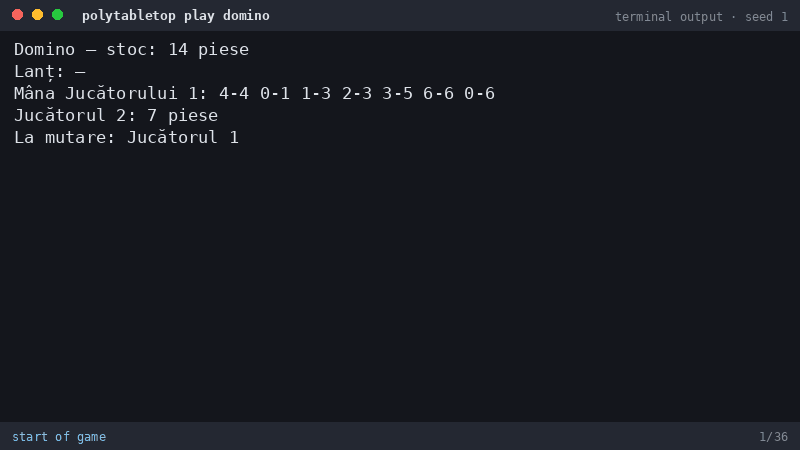 polytabletop play domino
terminal output · seed 1
Domino — stoc: 14 piese
Lanț: —
Mâna Jucătorului 1: 4-4 0-1 1-3 2-3 3-5 6-6 0-6
Jucătorul 2: 7 piese
La mutare: Jucătorul 1
start of game
1/36